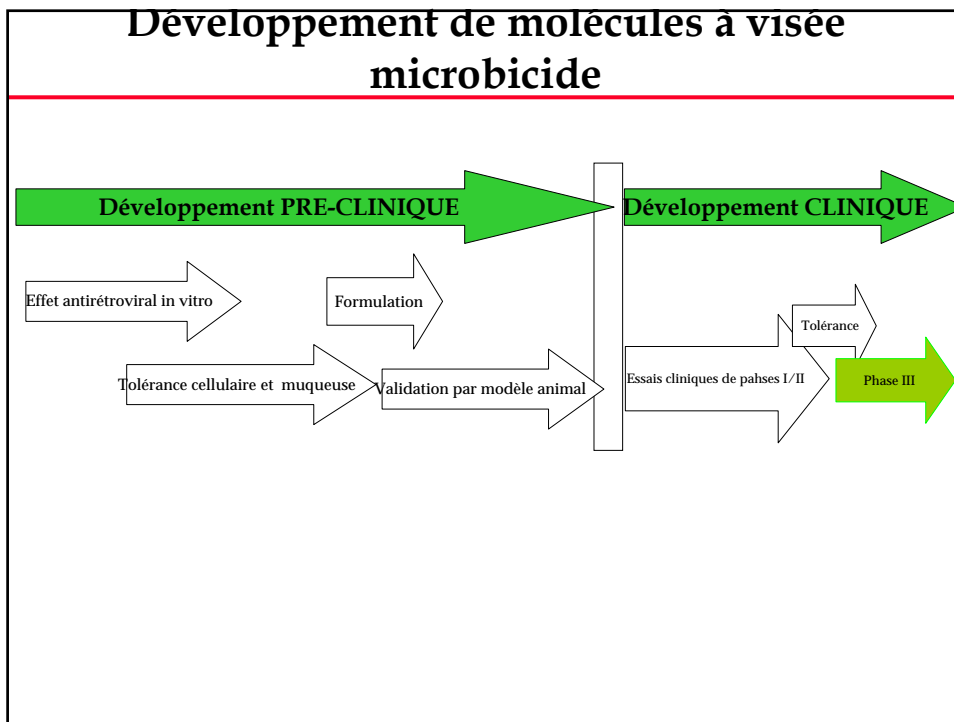 Développement de molécules à visée
microbicide
Développement PRE-CLINIQUE
Développement CLINIQUE
Effet antirétroviral in vitro
Formulation
Tolérance
Tolérance cellulaire et muqueuse
Validation par modèle animal
Essais cliniques de pahses I/II
Phase III